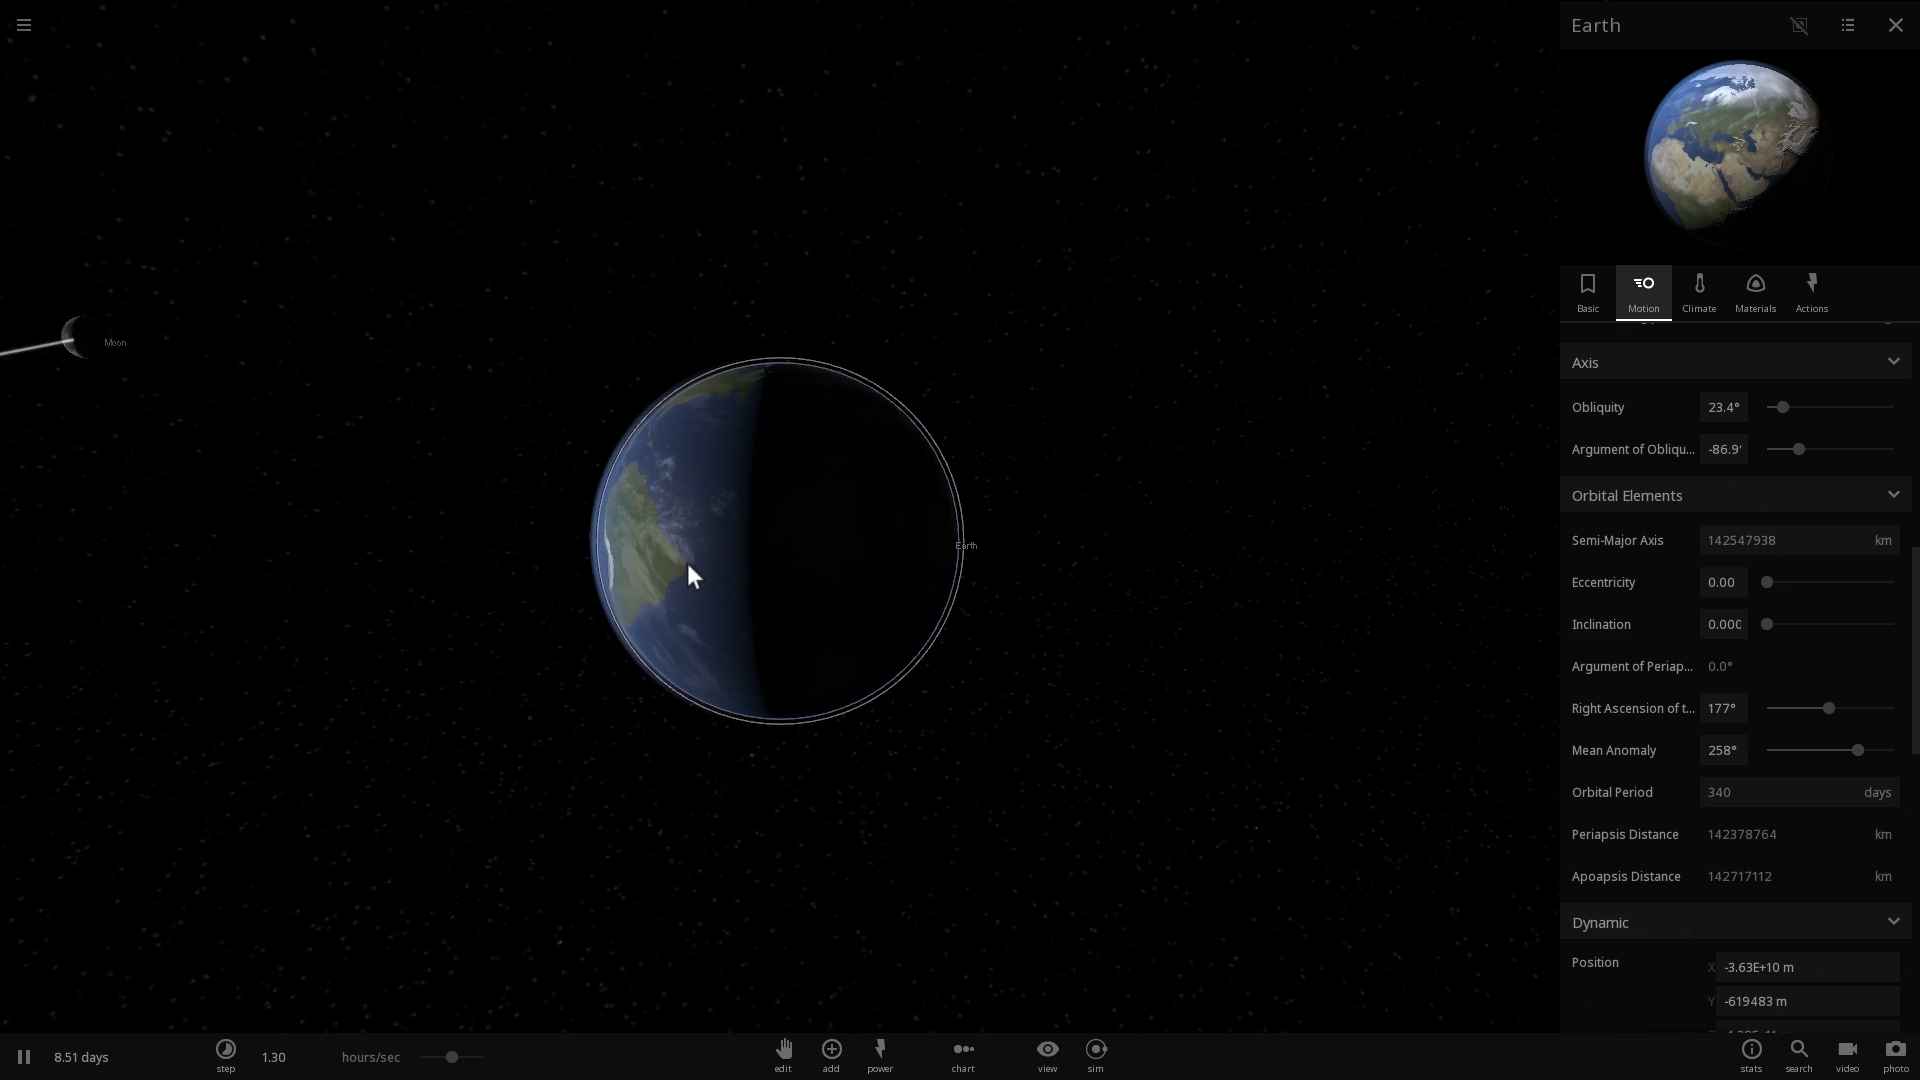 Earth
Moon
Earth
Basic
Motion
Climate
Materials
Actions
Axis
Obliquity 23.4°
Argument of Obliqu... -86.9°
Orbital Elements
Semi-Major Axis 142547938 km
Eccentricity 0.00
Inclination 0.000
Argument of Periap... 0.0°
Right Ascension of t... 177°
Mean Anomaly 258°
Orbital Period 340 days
Periapsis Distance 142378764 km
Apoapsis Distance 142717112 km
Dynamic
Position X -3.63E+10 m
Y -619483 m
8.51 days
step
1.30 hours/sec
edit
add
power
chart
view
sim
stats
search
video
photo